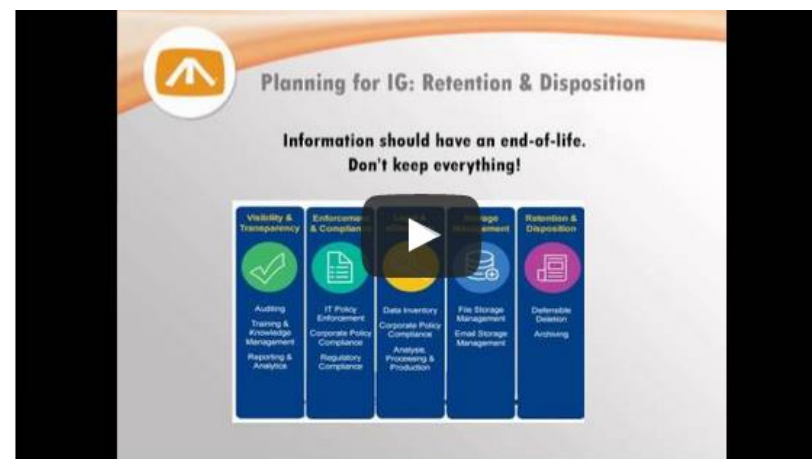 Planning for IG: Retention & Disposition
Information should have an end-of-life.
Don't keep everything!
Visibility &
Transparency
Auditing
Training &
Knowledge
Management
Reporting &
Analytics
Enforcement
& Compliance
IT Policy
Enforcement
Corporate Policy
Compliance
Regulatory
Compliance
Data Inventory
Corporate Policy
Compliance
Analysis,
Processing &
Production
File Storage
Management
Email Storage
Management
Retention &
Disposition
Defensible
Deletion
Archiving